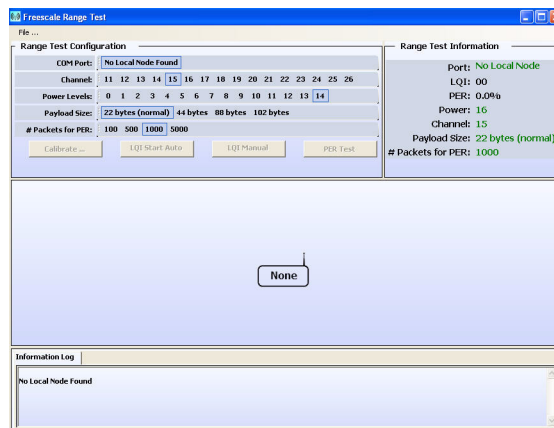 Freescale Range Test
File ...
Range Test Configuration
COM Port: No Local Node Found
Channel: 11 12 13 14 15 16 17 18 19 20 21 22 23 24 25 26
Power Levels: 0 1 2 3 4 5 6 7 8 9 10 11 12 13 14
Payload Size: 22 bytes (normal) 44 bytes 88 bytes 102 bytes
# Packets for PER: 100 500 1000 5000
Calibrate ... LQI Start Auto LQI Manual PER Test
Range Test Information
Port: No Local Node
LQI: 00
PER: 0.0%
Power: 16
Channel: 15
Payload Size: 22 bytes (normal)
# Packets for PER: 1000
None
Information Log
No Local Node Found